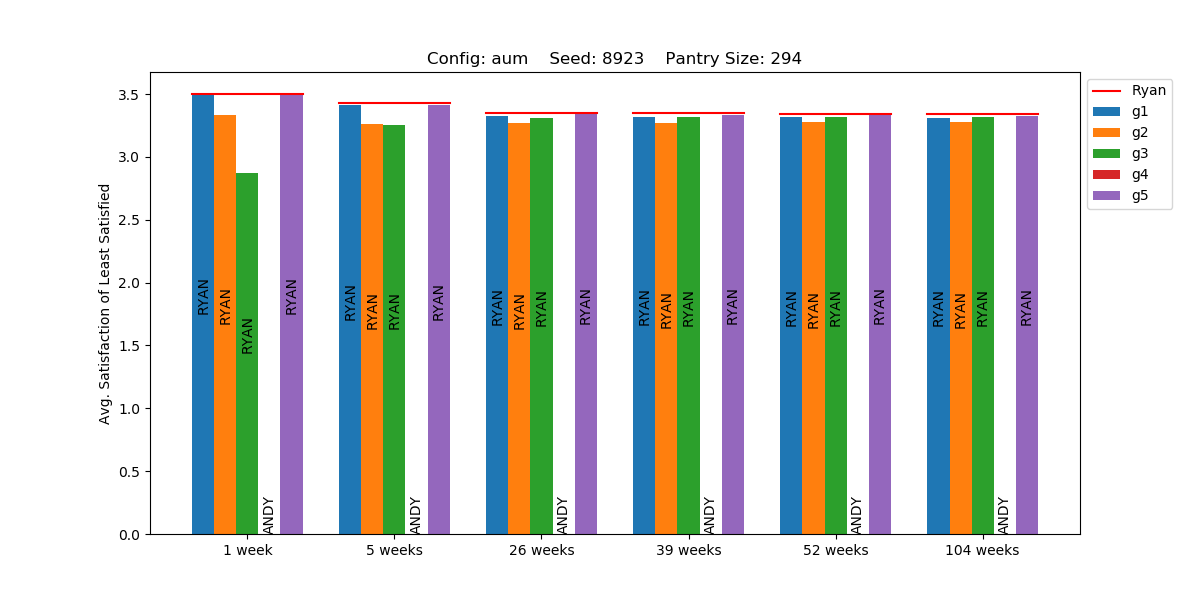 Config: aum    Seed: 8923    Pantry Size: 294
Avg. Satisfaction of Least Satisfied
3.5
3.0
2.5
2.0
1.5
1.0
0.5
0.0
RYAN
RYAN
RYAN
ANDY
RYAN
RYAN
RYAN
RYAN
ANDY
RYAN
RYAN
RYAN
RYAN
ANDY
RYAN
RYAN
RYAN
RYAN
ANDY
RYAN
RYAN
RYAN
RYAN
ANDY
RYAN
RYAN
RYAN
RYAN
ANDY
RYAN
1 week
5 weeks
26 weeks
39 weeks
52 weeks
104 weeks
Ryan
g1
g2
g3
g4
g5